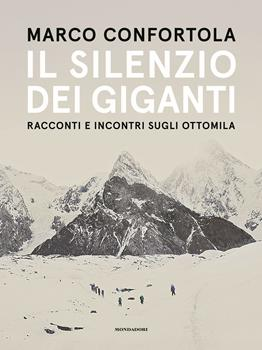 MARCO CONFORTOLA
IL SILENZIO
DEI GIGANTI
RACCONTI E INCONTRI SUGLI OTTOMILA
MONDADORI